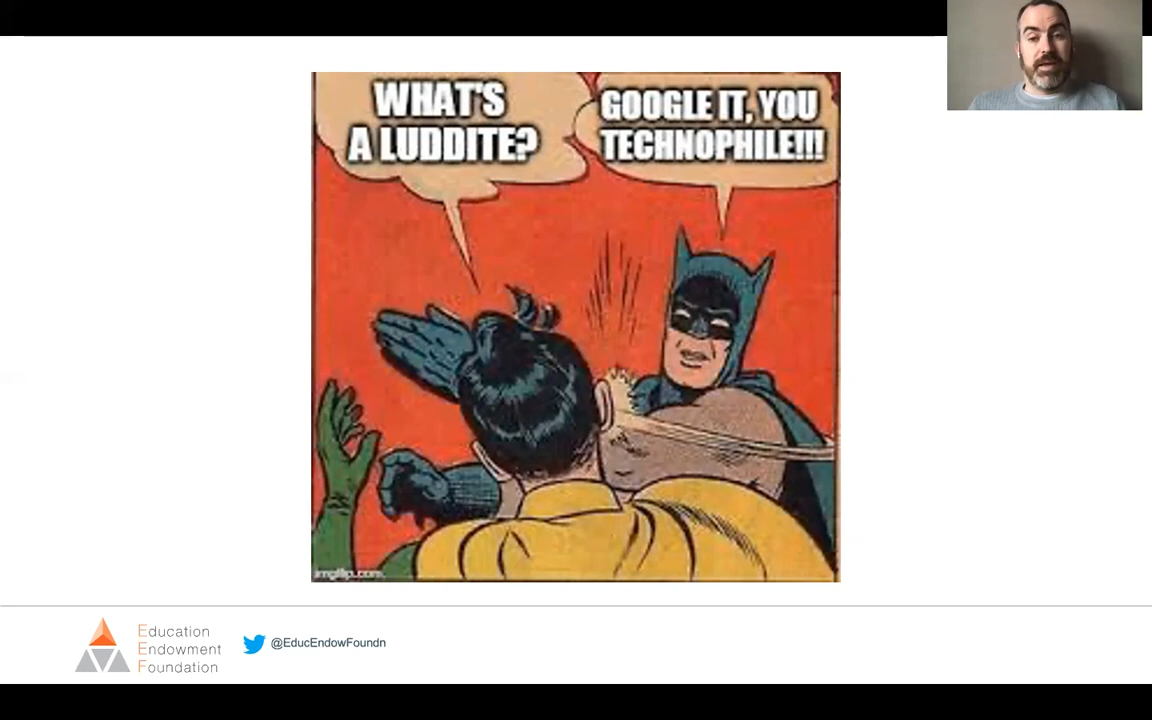 WHAT'S
A LUDDITE?
GOOGLE IT, YOU
TECHNOPHILE!!!
imgflip.com
Education
Endowment
Foundation
@EducEndowFoundn